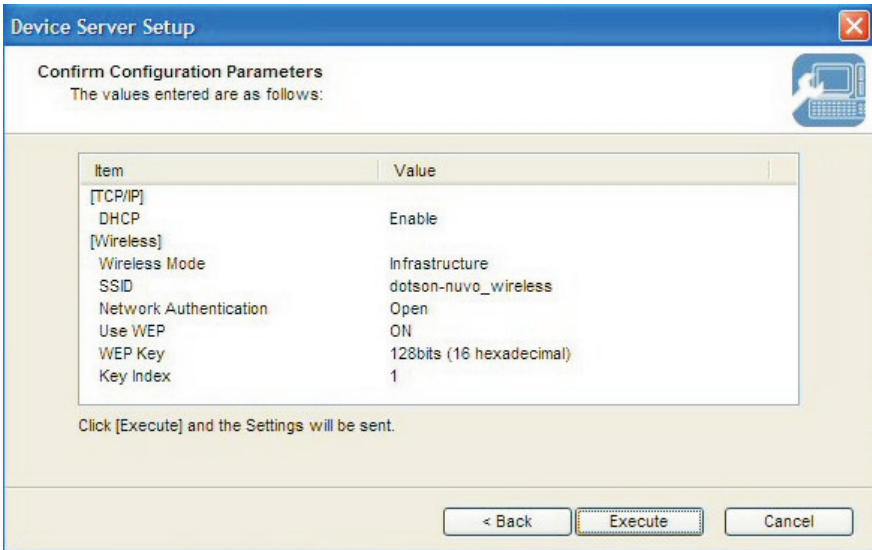 Device Server Setup
Confirm Configuration Parameters
The values entered are as follows:
Item Value
[TCP/IP]
DHCP Enable
[Wireless]
Wireless Mode Infrastructure
SSID dotson-nuvo_wireless
Network Authentication Open
Use WEP ON
WEP Key 128bits (16 hexadecimal)
Key Index 1
Click [Execute] and the Settings will be sent.
< Back Execute Cancel